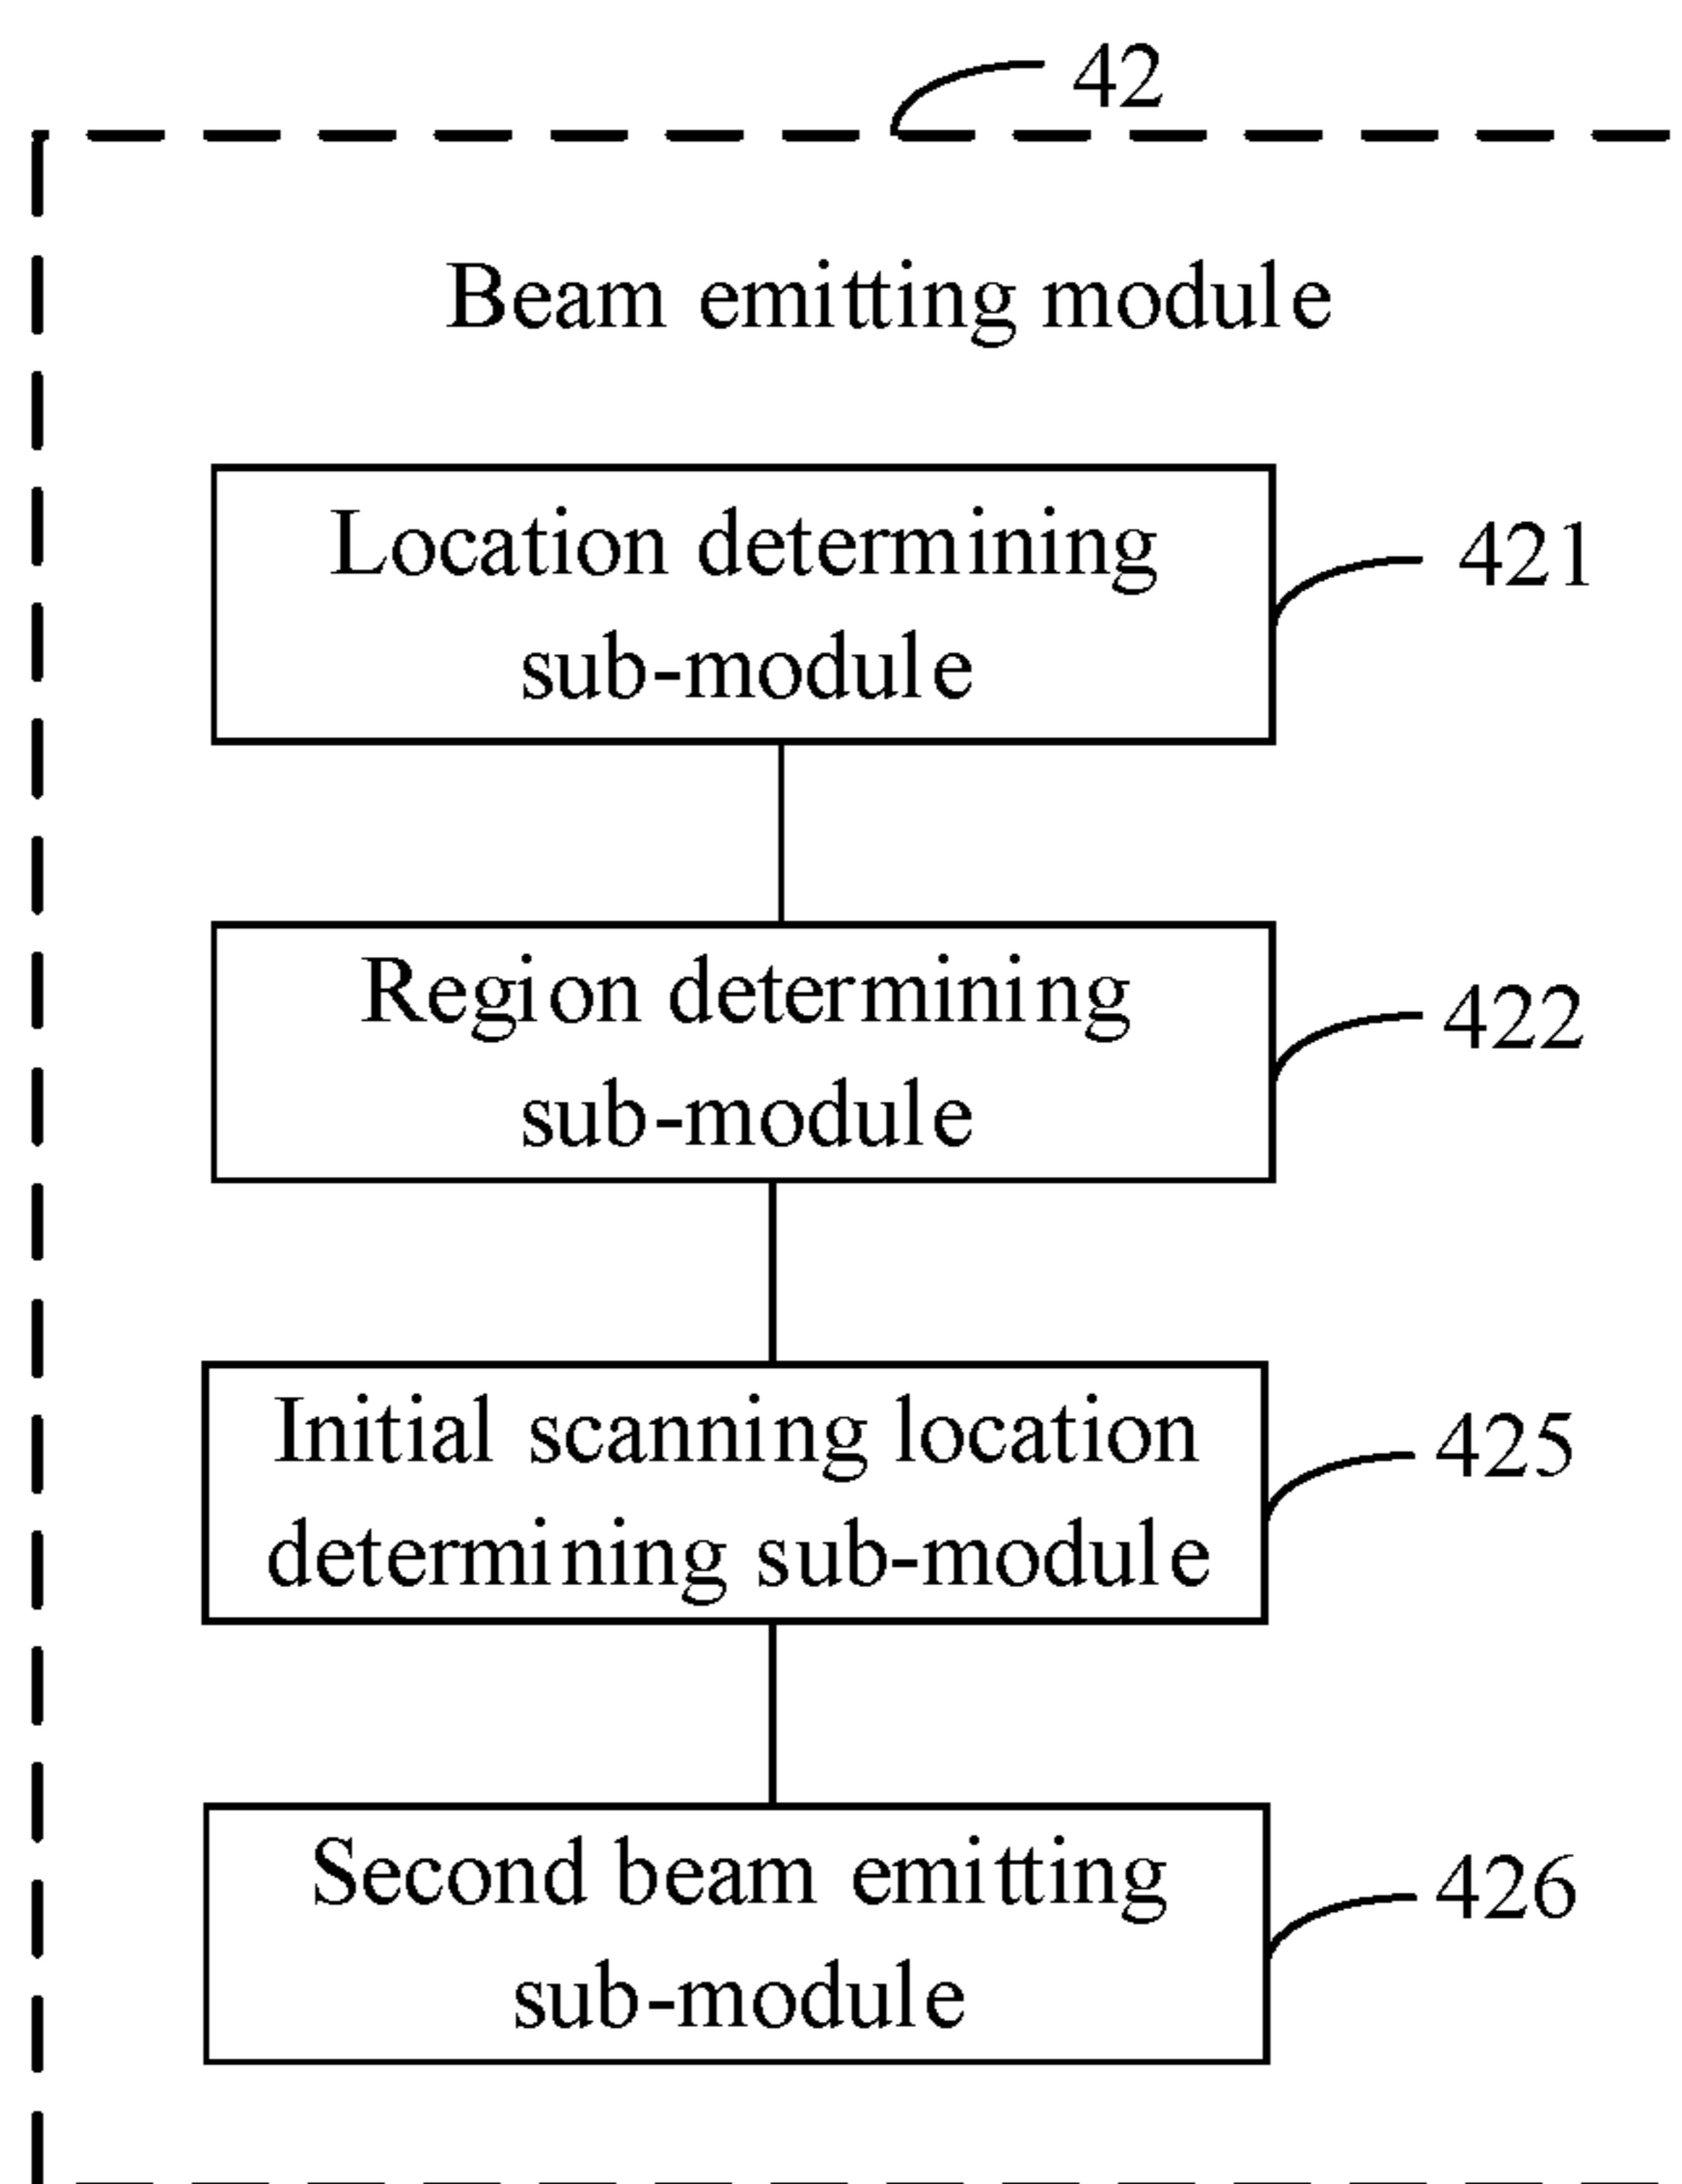 42
Beam emitting module
Location determining
sub-module
421
Region determining
sub-module
422
Initial scanning location
determining sub-module
425
Second beam emitting
sub-module
426